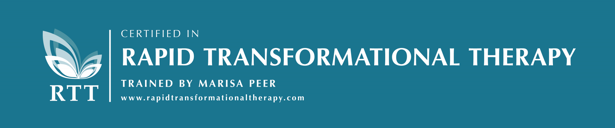 CERTIFIED IN
RAPID TRANSFORMATIONAL THERAPY
TRAINED BY MARISA PEER
www.rapidtransformationaltherapy.com
RTT